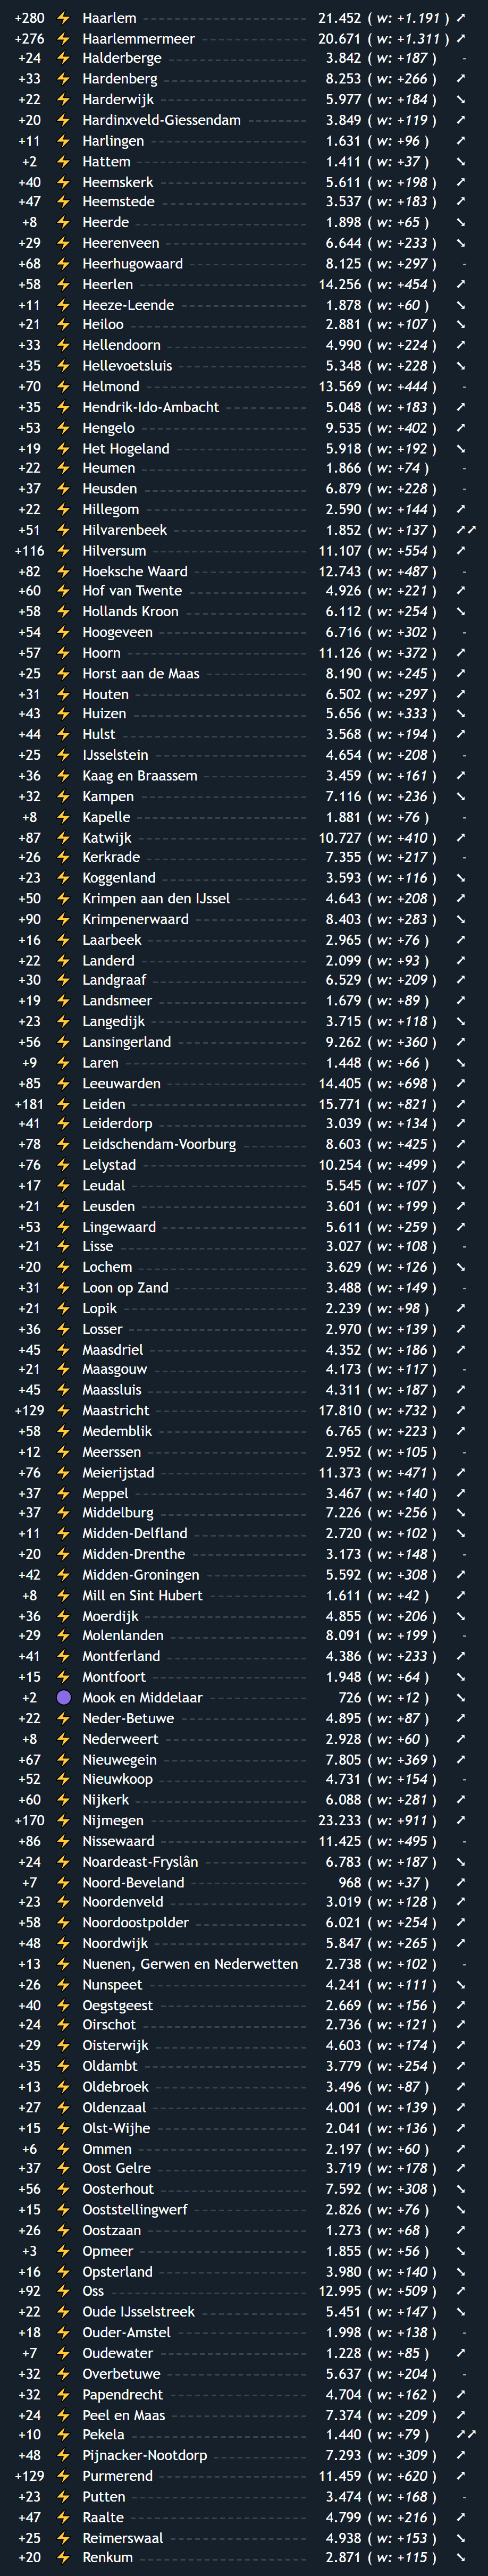 +280 ⚡ Haarlem 21.452 ( w: +1.191 ) ➚
+276 ⚡ Haarlemmermeer 20.671 ( w: +1.311 ) ➚
+24 ⚡ Halderberge 3.842 ( w: +187 ) -
+33 ⚡ Hardenberg 8.253 ( w: +266 ) ➚
+22 ⚡ Harderwijk 5.977 ( w: +184 ) ➘
+20 ⚡ Hardinxveld-Giessendam 3.849 ( w: +119 ) ➚
+11 ⚡ Harlingen 1.631 ( w: +96 ) ➚
+2 ⚡ Hattem 1.411 ( w: +37 ) ➘
+40 ⚡ Heemskerk 5.611 ( w: +198 ) ➚
+47 ⚡ Heemstede 3.537 ( w: +183 ) ➚
+8 ⚡ Heerde 1.898 ( w: +65 ) ➘
+29 ⚡ Heerenveen 6.644 ( w: +233 ) ➘
+68 ⚡ Heerhugowaard 8.125 ( w: +297 ) -
+58 ⚡ Heerlen 14.256 ( w: +454 ) ➚
+11 ⚡ Heeze-Leende 1.878 ( w: +60 ) ➘
+21 ⚡ Heiloo 2.881 ( w: +107 ) ➘
+33 ⚡ Hellendoorn 4.990 ( w: +224 ) ➚
+35 ⚡ Hellevoetsluis 5.348 ( w: +228 ) ➘
+70 ⚡ Helmond 13.569 ( w: +444 ) -
+35 ⚡ Hendrik-Ido-Ambacht 5.048 ( w: +183 ) ➚
+53 ⚡ Hengelo 9.535 ( w: +402 ) ➚
+19 ⚡ Het Hogeland 5.918 ( w: +192 ) ➘
+22 ⚡ Heumen 1.866 ( w: +74 ) -
+37 ⚡ Heusden 6.879 ( w: +228 ) -
+22 ⚡ Hillegom 2.590 ( w: +144 ) ➚
+51 ⚡ Hilvarenbeek 1.852 ( w: +137 ) ➚➚
+116 ⚡ Hilversum 11.107 ( w: +554 ) ➚
+82 ⚡ Hoeksche Waard 12.743 ( w: +487 ) -
+60 ⚡ Hof van Twente 4.926 ( w: +221 ) ➚
+58 ⚡ Hollands Kroon 6.112 ( w: +254 ) ➘
+54 ⚡ Hoogeveen 6.716 ( w: +302 ) -
+57 ⚡ Hoorn 11.126 ( w: +372 ) ➚
+25 ⚡ Horst aan de Maas 8.190 ( w: +245 ) ➚
+31 ⚡ Houten 6.502 ( w: +297 ) ➚
+43 ⚡ Huizen 5.656 ( w: +333 ) ➘
+44 ⚡ Hulst 3.568 ( w: +194 ) ➚
+25 ⚡ IJsselstein 4.654 ( w: +208 ) -
+36 ⚡ Kaag en Braassem 3.459 ( w: +161 ) ➚
+32 ⚡ Kampen 7.116 ( w: +236 ) ➘
+8 ⚡ Kapelle 1.881 ( w: +76 ) -
+87 ⚡ Katwijk 10.727 ( w: +410 ) ➚
+26 ⚡ Kerkrade 7.355 ( w: +217 ) -
+23 ⚡ Koggenland 3.593 ( w: +116 ) ➘
+50 ⚡ Krimpen aan den IJssel 4.643 ( w: +208 ) ➚
+90 ⚡ Krimpenerwaard 8.403 ( w: +283 ) ➘
+16 ⚡ Laarbeek 2.965 ( w: +76 ) ➚
+22 ⚡ Landerd 2.099 ( w: +93 ) ➚
+30 ⚡ Landgraaf 6.529 ( w: +209 ) ➚
+19 ⚡ Landsmeer 1.679 ( w: +89 ) ➚
+23 ⚡ Langedijk 3.715 ( w: +118 ) ➘
+56 ⚡ Lansingerland 9.262 ( w: +360 ) ➚
+9 ⚡ Laren 1.448 ( w: +66 ) ➘
+85 ⚡ Leeuwarden 14.405 ( w: +698 ) ➚
+181 ⚡ Leiden 15.771 ( w: +821 ) ➚
+41 ⚡ Leiderdorp 3.039 ( w: +134 ) ➚
+78 ⚡ Leidschendam-Voorburg 8.603 ( w: +425 ) ➚
+76 ⚡ Lelystad 10.254 ( w: +499 ) ➚
+17 ⚡ Leudal 5.545 ( w: +107 ) ➘
+21 ⚡ Leusden 3.601 ( w: +199 ) ➚
+53 ⚡ Lingewaard 5.611 ( w: +259 ) ➚
+21 ⚡ Lisse 3.027 ( w: +108 ) -
+20 ⚡ Lochem 3.629 ( w: +126 ) ➘
+31 ⚡ Loon op Zand 3.488 ( w: +149 ) -
+21 ⚡ Lopik 2.239 ( w: +98 ) ➚
+36 ⚡ Losser 2.970 ( w: +139 ) ➚
+45 ⚡ Maasdriel 4.352 ( w: +186 ) ➚
+21 ⚡ Maasgouw 4.173 ( w: +117 ) -
+45 ⚡ Maassluis 4.311 ( w: +187 ) ➚
+129 ⚡ Maastricht 17.810 ( w: +732 ) ➚
+58 ⚡ Medemblik 6.765 ( w: +223 ) ➚
+12 ⚡ Meerssen 2.952 ( w: +105 ) -
+76 ⚡ Meierijstad 11.373 ( w: +471 ) ➚
+37 ⚡ Meppel 3.467 ( w: +140 ) ➚
+37 ⚡ Middelburg 7.226 ( w: +256 ) ➘
+11 ⚡ Midden-Delfland 2.720 ( w: +102 ) ➘
+20 ⚡ Midden-Drenthe 3.173 ( w: +148 ) -
+42 ⚡ Midden-Groningen 5.592 ( w: +308 ) ➚
+8 ⚡ Mill en Sint Hubert 1.611 ( w: +42 ) ➚
+36 ⚡ Moerdijk 4.855 ( w: +206 ) ➘
+29 ⚡ Molenlanden 8.091 ( w: +199 ) -
+41 ⚡ Montferland 4.386 ( w: +233 ) ➚
+15 ⚡ Montfoort 1.948 ( w: +64 ) ➘
+2 🟣 Mook en Middelaar 726 ( w: +12 ) ➘
+22 ⚡ Neder-Betuwe 4.895 ( w: +87 ) ➚
+8 ⚡ Nederweert 2.928 ( w: +60 ) ➚
+67 ⚡ Nieuwegein 7.805 ( w: +369 ) ➚
+52 ⚡ Nieuwkoop 4.731 ( w: +154 ) -
+60 ⚡ Nijkerk 6.088 ( w: +281 ) ➚
+170 ⚡ Nijmegen 23.233 ( w: +911 ) ➚
+86 ⚡ Nissewaard 11.425 ( w: +495 ) -
+24 ⚡ Noardeast-Fryslân 6.783 ( w: +187 ) ➘
+7 ⚡ Noord-Beveland 968 ( w: +37 ) ➚
+23 ⚡ Noordenveld 3.019 ( w: +128 ) ➚
+58 ⚡ Noordoostpolder 6.021 ( w: +254 ) ➚
+48 ⚡ Noordwijk 5.847 ( w: +265 ) ➚
+13 ⚡ Nuenen, Gerwen en Nederwetten 2.738 ( w: +102 ) -
+26 ⚡ Nunspeet 4.241 ( w: +111 ) ➘
+40 ⚡ Oegstgeest 2.669 ( w: +156 ) ➚
+24 ⚡ Oirschot 2.736 ( w: +121 ) ➚
+29 ⚡ Oisterwijk 4.603 ( w: +174 ) ➚
+35 ⚡ Oldambt 3.779 ( w: +254 ) ➚
+13 ⚡ Oldebroek 3.496 ( w: +87 ) ➚
+27 ⚡ Oldenzaal 4.001 ( w: +139 ) ➚
+15 ⚡ Olst-Wijhe 2.041 ( w: +136 ) ➘
+6 ⚡ Ommen 2.197 ( w: +60 ) ➚
+37 ⚡ Oost Gelre 3.719 ( w: +178 ) ➚
+56 ⚡ Oosterhout 7.592 ( w: +308 ) ➘
+15 ⚡ Ooststellingwerf 2.826 ( w: +76 ) ➘
+26 ⚡ Oostzaan 1.273 ( w: +68 ) ➚
+3 ⚡ Opmeer 1.855 ( w: +56 ) ➘
+16 ⚡ Opsterland 3.980 ( w: +140 ) ➘
+92 ⚡ Oss 12.995 ( w: +509 ) ➚
+22 ⚡ Oude IJsselstreek 5.451 ( w: +147 ) ➘
+18 ⚡ Ouder-Amstel 1.998 ( w: +138 ) -
+7 ⚡ Oudewater 1.228 ( w: +85 ) ➚
+32 ⚡ Overbetuwe 5.637 ( w: +204 ) -
+32 ⚡ Papendrecht 4.704 ( w: +162 ) ➚
+24 ⚡ Peel en Maas 7.374 ( w: +209 ) ➚
+10 ⚡ Pekela 1.440 ( w: +79 ) ➚➚
+48 ⚡ Pijnacker-Nootdorp 7.293 ( w: +309 ) ➚
+129 ⚡ Purmerend 11.459 ( w: +620 ) ➚
+23 ⚡ Putten 3.474 ( w: +168 ) -
+47 ⚡ Raalte 4.799 ( w: +216 ) ➚
+25 ⚡ Reimerswaal 4.938 ( w: +153 ) ➘
+20 ⚡ Renkum 2.871 ( w: +115 ) ➘